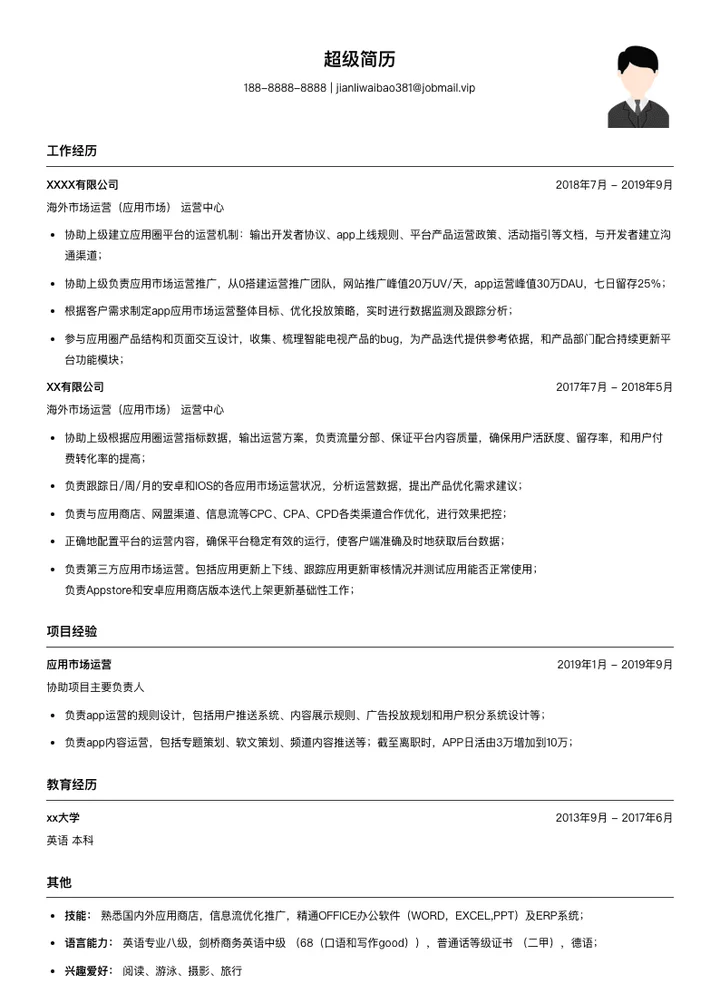 超级简历
188-8888-8888 | jianliwaibao381@jobmail.vip
工作经历
XXXX有限公司 2018年7月 – 2019年9月
海外市场运营（应用市场） 运营中心
• 协助上级建立应用圈平台的运营机制：输出开发者协议、app上线规则、平台产品运营政策、活动指引等文档，与开发者建立沟
通渠道；
• 协助上级负责应用市场运营推广，从0搭建运营推广团队，网站推广峰值20万UV/天，app运营峰值30万DAU，七日留存25%；
• 根据客户需求制定app应用市场运营整体目标、优化投放策略，实时进行数据监测及跟踪分析；
• 参与应用圈产品结构和页面交互设计，收集、梳理智能电视产品的bug，为产品迭代提供参考依据，和产品部门配合持续更新平
台功能模块；
XX有限公司 2017年7月 – 2018年5月
海外市场运营（应用市场） 运营中心
• 协助上级根据应用圈运营指标数据，输出运营方案，负责流量分部、保证平台内容质量，确保用户活跃度、留存率，和用户付
费转化率的提高；
• 负责跟踪日/周/月的安卓和IOS的各应用市场运营状况，分析运营数据，提出产品优化需求建议；
• 负责与应用商店、网盟渠道、信息流等CPC、CPA、CPD各类渠道合作优化，进行效果把控；
• 正确地配置平台的运营内容，确保平台稳定有效的运行，使客户端准确及时地获取后台数据；
• 负责第三方应用市场运营。包括应用更新上下线、跟踪应用更新审核情况并测试应用能否正常使用；
负责Appstore和安卓应用商店版本迭代上架更新基础性工作；
项目经验
应用市场运营 2019年1月 – 2019年9月
协助项目主要负责人
• 负责app运营的规则设计，包括用户推送系统、内容展示规则、广告投放规划和用户积分系统设计等；
• 负责app内容运营，包括专题策划、软文策划、频道内容推送等；截至离职时，APP日活由3万增加到10万；
教育经历
xx大学 2013年9月 – 2017年6月
英语 本科
其他
• 技能： 熟悉国内外应用商店，信息流优化推广，精通OFFICE办公软件（WORD，EXCEL,PPT）及ERP系统；
• 语言能力： 英语专业八级，剑桥商务英语中级 （68（口语和写作good）），普通话等级证书 （二甲），德语；
• 兴趣爱好： 阅读、游泳、摄影、旅行